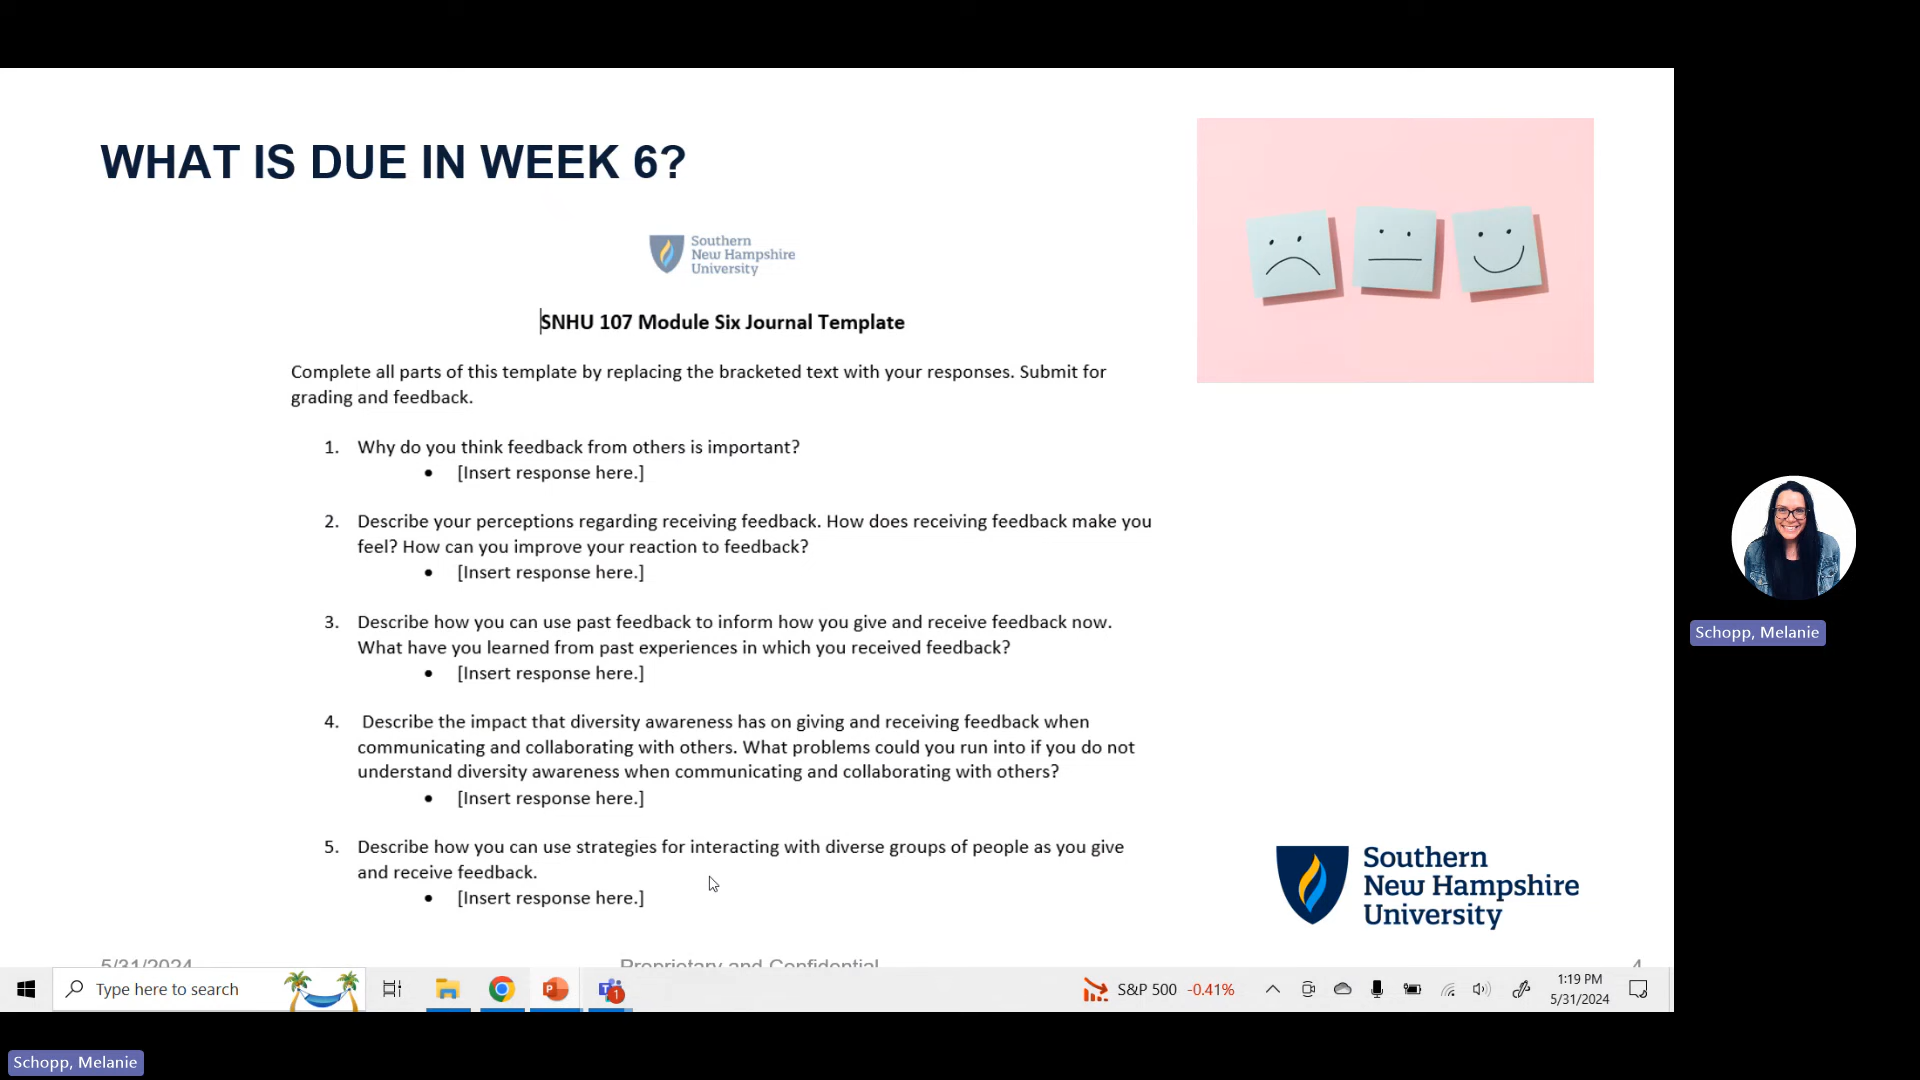 WHAT IS DUE IN WEEK 6?
Southern
New Hampshire
University
SNHU 107 Module Six Journal Template
Complete all parts of this template by replacing the bracketed text with your responses. Submit for
grading and feedback.
1. Why do you think feedback from others is important?
• [Insert response here.]
2. Describe your perceptions regarding receiving feedback. How does receiving feedback make you
feel? How can you improve your reaction to feedback?
• [Insert response here.]
3. Describe how you can use past feedback to inform how you give and receive feedback now.
What have you learned from past experiences in which you received feedback?
• [Insert response here.]
4. Describe the impact that diversity awareness has on giving and receiving feedback when
communicating and collaborating with others. What problems could you run into if you do not
understand diversity awareness when communicating and collaborating with others?
• [Insert response here.]
5. Describe how you can use strategies for interacting with diverse groups of people as you give
and receive feedback.
• [Insert response here.]
Southern
New Hampshire
University
Schopp, Melanie
5/31/2024 Proprietary and Confidential 4
Type here to search
P
T
1
S&P 500 -0.41%
1:19 PM
5/31/2024
Schopp, Melanie